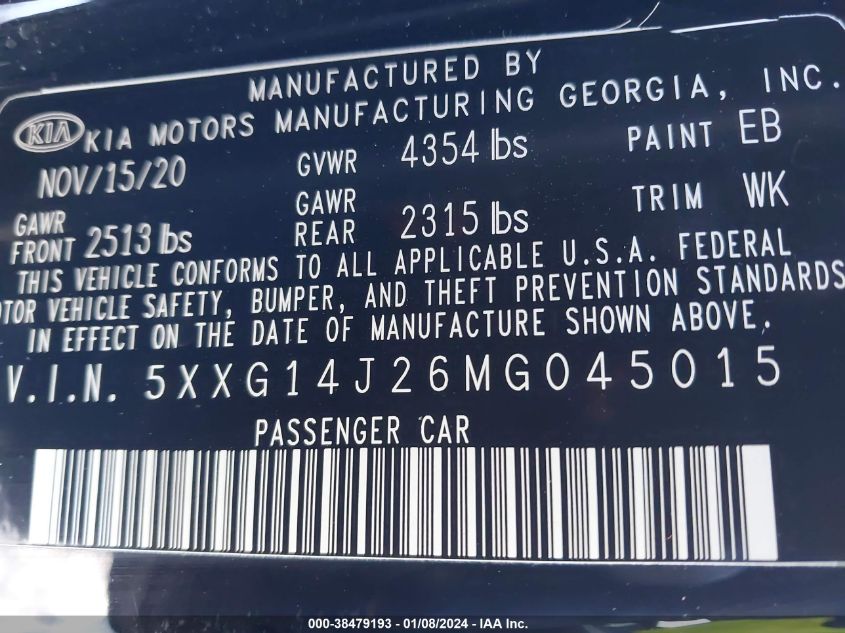 MANUFACTURED BY
KIA KIA MOTORS MANUFACTURING GEORGIA, INC.
NOV/15/20 GVWR 4354 lbs PAINT EB
GAWR FRONT 2513 lbs GAWR REAR 2315 lbs TRIM WK
THIS VEHICLE CONFORMS TO ALL APPLICABLE U.S.A. FEDERAL
VEHICLE SAFETY, BUMPER, AND THEFT PREVENTION STANDARDS
IN EFFECT ON THE DATE OF MANUFACTURE SHOWN ABOVE.
V.I.N. 5XXG14J26MG045015
PASSENGER CAR
000-38479193 - 01/08/2024 - IAA Inc.